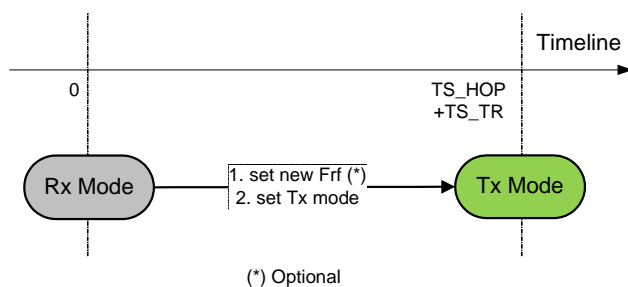 Timeline
0
TS_HOP
+TS_TR
Rx Mode
1. set new Frf (*)
2. set Tx mode
Tx Mode
(*) Optional